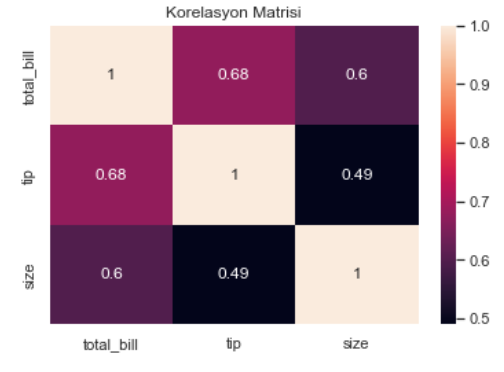 Korelasyon Matrisi
total_bill 1 0.68 0.6
tip 0.68 1 0.49
size 0.6 0.49 1
total_bill tip size
1.0
0.9
0.8
0.7
0.6
0.5